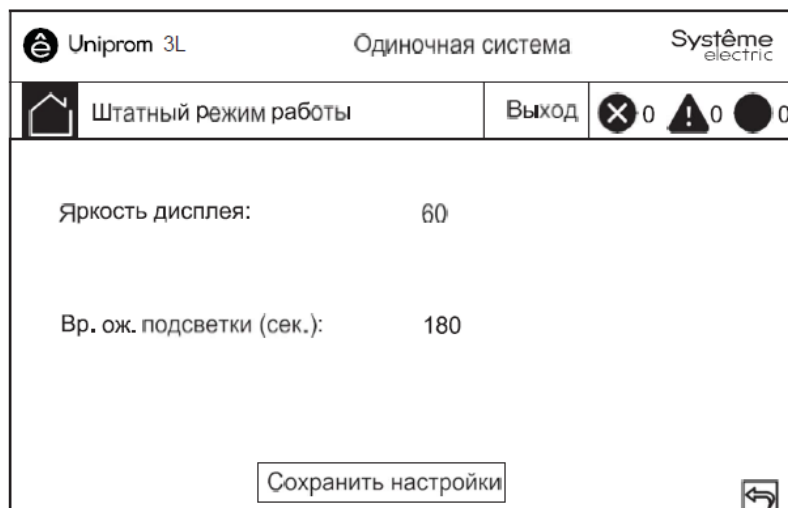 ê Uniprom 3L Одиночная система Systême electric
Штатный режим работы Выход 0 0 0
Яркость дисплея: 60
Вр. ож. подсветки (сек.): 180
Сохранить настройки